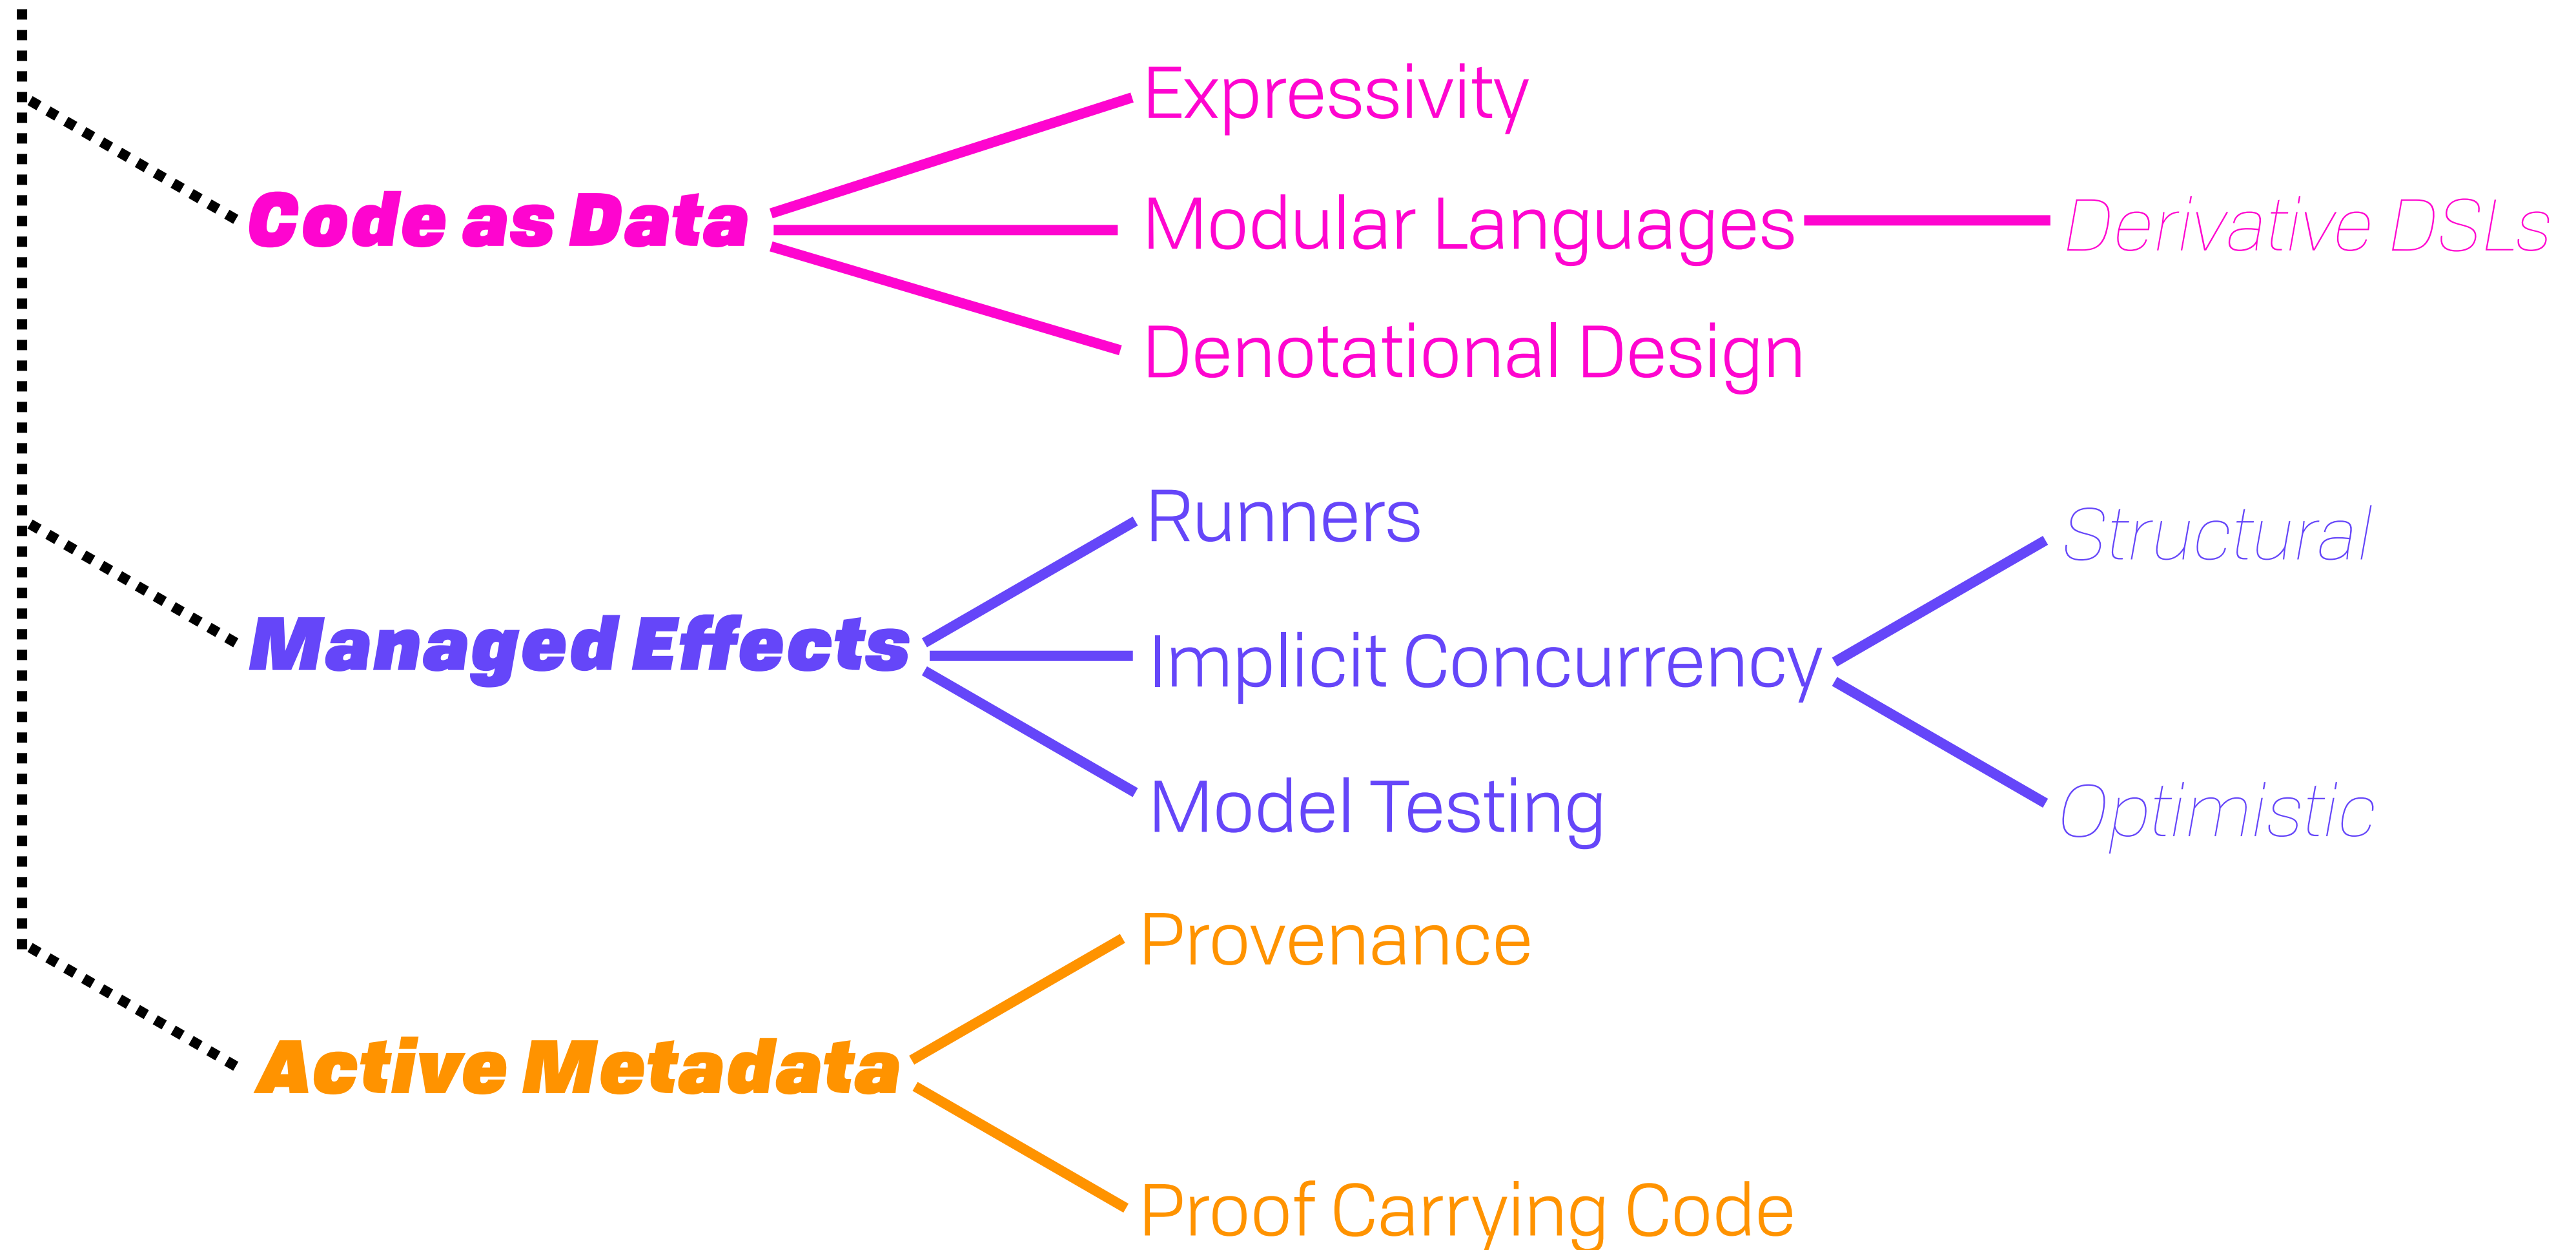 Code as Data
Expressivity
Modular Languages
Derivative DSLs
Denotational Design
Managed Effects
Runners
Implicit Concurrency
Structural
Optimistic
Model Testing
Active Metadata
Provenance
Proof Carrying Code